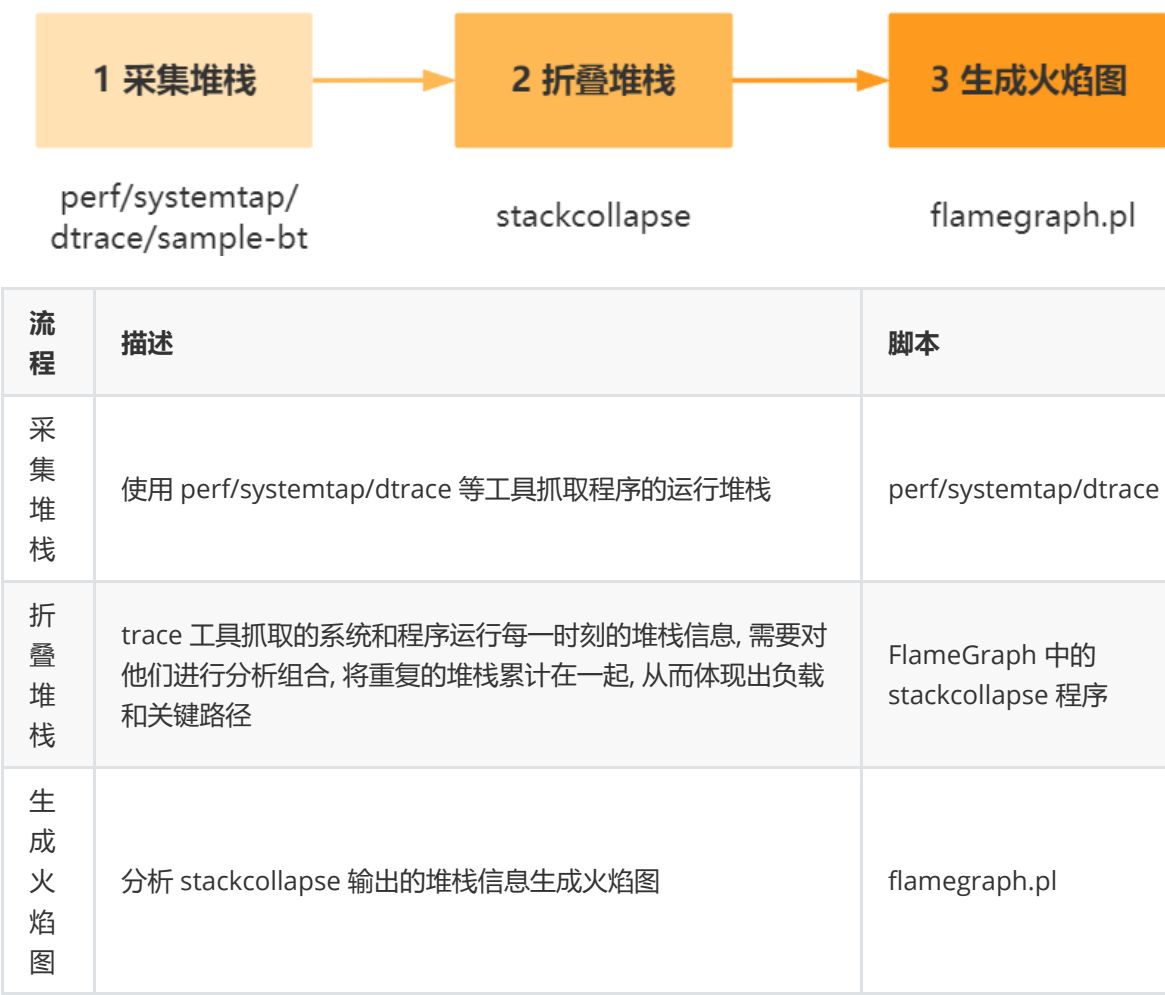 1 采集堆栈
2 折叠堆栈
3 生成火焰图
perf/systemtap/
dtrace/sample-bt
stackcollapse
flamegraph.pl
流
程
描述
脚本
采
集
堆
栈
使用 perf/systemtap/dtrace 等工具抓取程序的运行堆栈
perf/systemtap/dtrace
折
叠
堆
栈
trace 工具抓取的系统和程序运行每一时刻的堆栈信息, 需要对
他们进行分析组合, 将重复的堆栈累计在一起, 从而体现出负载
和关键路径
FlameGraph 中的
stackcollapse 程序
生
成
火
焰
图
分析 stackcollapse 输出的堆栈信息生成火焰图
flamegraph.pl